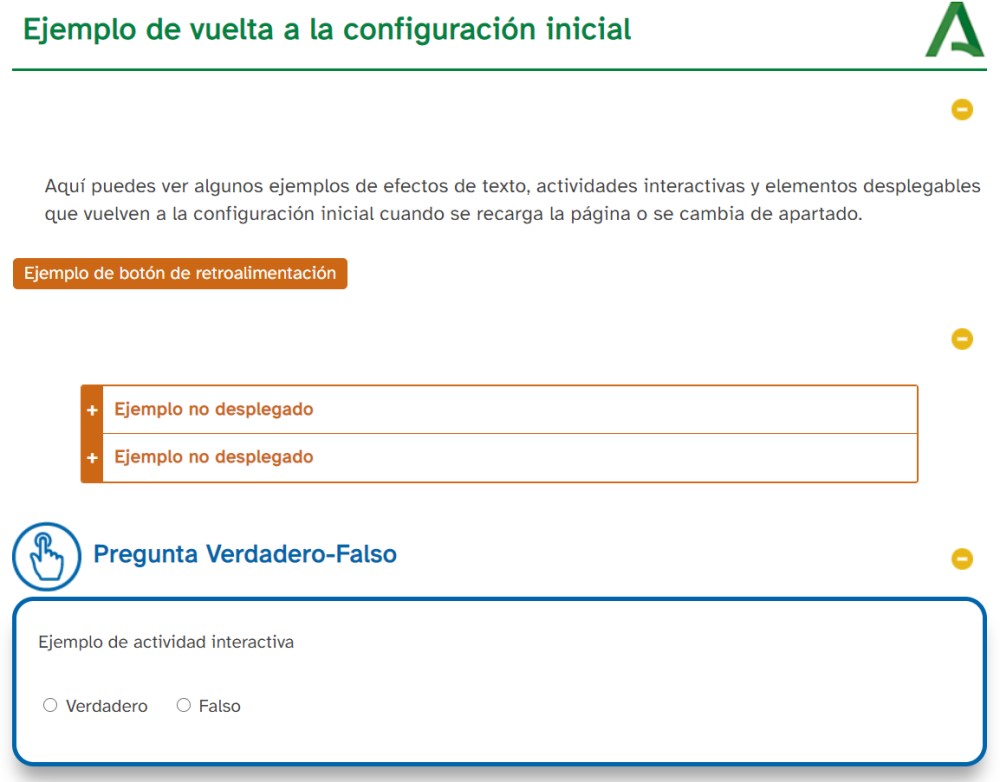 Ejemplo de vuelta a la configuración inicial
Aquí puedes ver algunos ejemplos de efectos de texto, actividades interactivas y elementos desplegables
que vuelven a la configuración inicial cuando se recarga la página o se cambia de apartado.
Ejemplo de botón de retroalimentación
+ Ejemplo no desplegado
+ Ejemplo no desplegado
Pregunta Verdadero-Falso
Ejemplo de actividad interactiva
Verdadero Falso